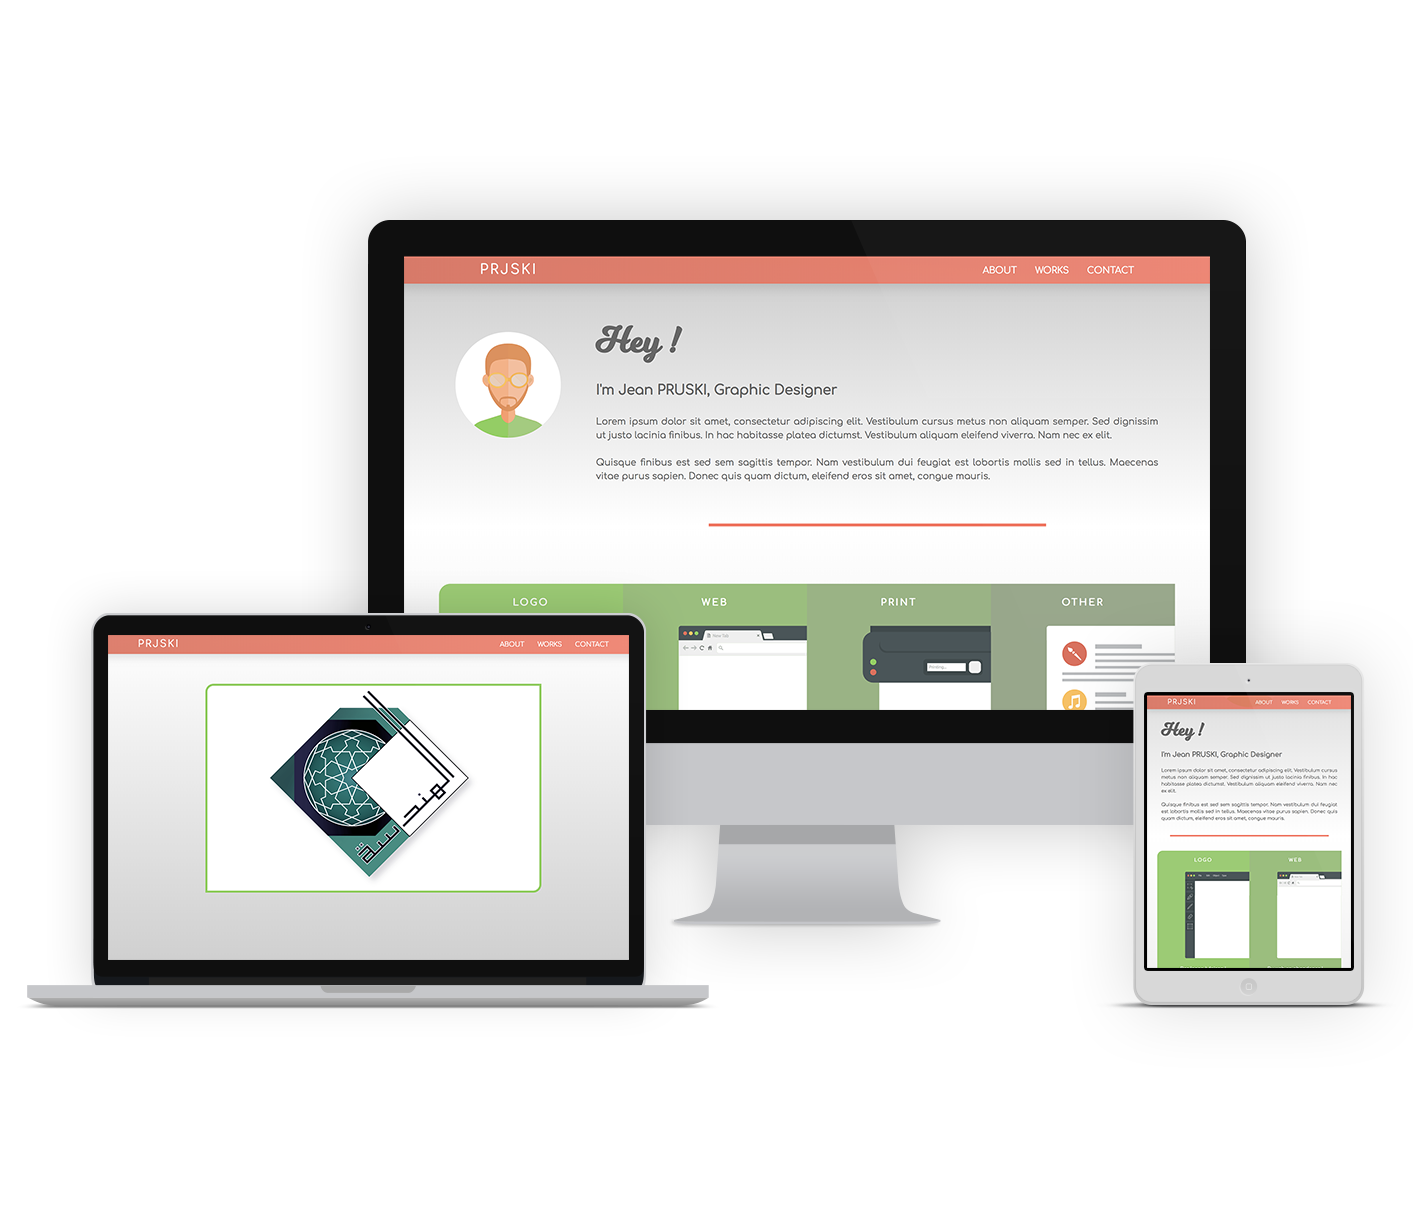 PRJSKI
ABOUT WORKS CONTACT
Hey !
I'm Jean PRUSKI, Graphic Designer
Lorem ipsum dolor sit amet, consectetur adipiscing elit. Vestibulum cursus metus non aliquam semper. Sed dignissim
ut justo lacinia finibus. In hac habitasse platea dictumst. Vestibulum aliquam eleifend viverra. Nam nec ex elit.
Quisque finibus est sed sem sagittis tempor. Nam vestibulum dui feugiat est lobortis mollis sed in tellus. Maecenas
vitae purus sapien. Donec quis quam dictum, eleifend eros sit amet, congue mauris.
LOGO WEB PRINT OTHER
New Tab
Printing...
PRJSKI
ABOUT WORKS CONTACT
PRJSKI
ABOUT WORKS CONTACT
Hey !
I'm Jean PRUSKI, Graphic Designer
Lorem ipsum dolor sit amet, consectetur adipiscing elit. Vestibulum cursus
metus non aliquam semper. Sed dignissim ut justo lacinia finibus. In hac
habitasse platea dictumst. Vestibulum aliquam eleifend viverra. Nam nec
ex elit.
Quisque finibus est sed sem sagittis tempor. Nam vestibulum dui feugiat
est lobortis mollis sed in tellus. Maecenas vitae purus sapien. Donec quis
quam dictum, eleifend eros sit amet, congue mauris.
LOGO WEB